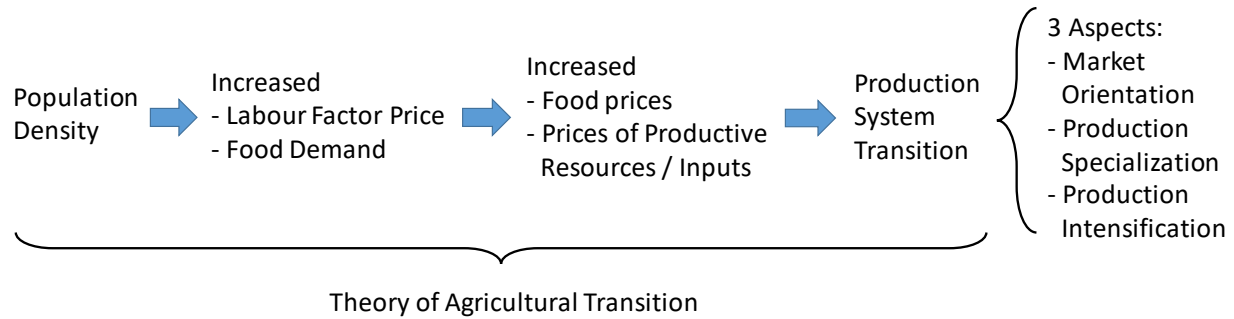 Population
Density
Increased
- Labour Factor Price
- Food Demand
Increased
- Food prices
- Prices of Productive
Resources / Inputs
Production
System
Transition
3 Aspects:
- Market
Orientation
- Production
Specialization
- Production
Intensification
Theory of Agricultural Transition